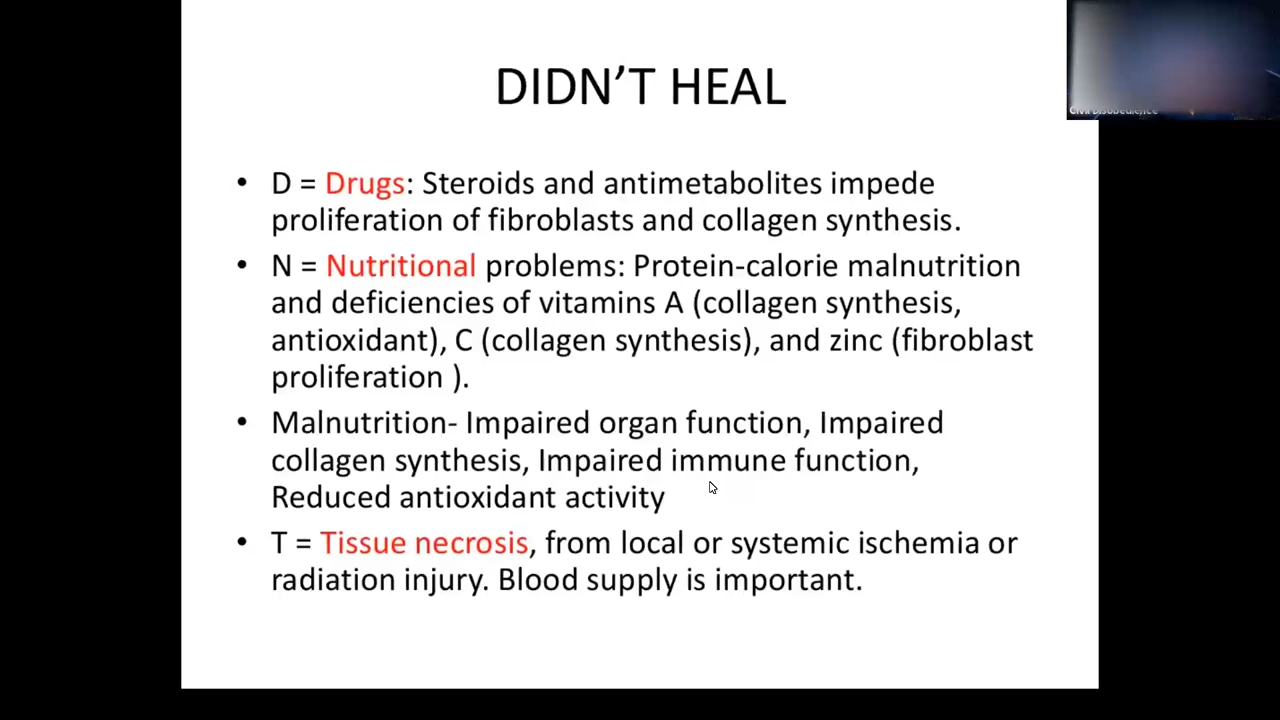 DIDN’T HEAL
• D = Drugs: Steroids and antimetabolites impede
proliferation of fibroblasts and collagen synthesis.
• N = Nutritional problems: Protein-calorie malnutrition
and deficiencies of vitamins A (collagen synthesis,
antioxidant), C (collagen synthesis), and zinc (fibroblast
proliferation ).
• Malnutrition- Impaired organ function, Impaired
collagen synthesis, Impaired immune function,
Reduced antioxidant activity
• T = Tissue necrosis, from local or systemic ischemia or
radiation injury. Blood supply is important.